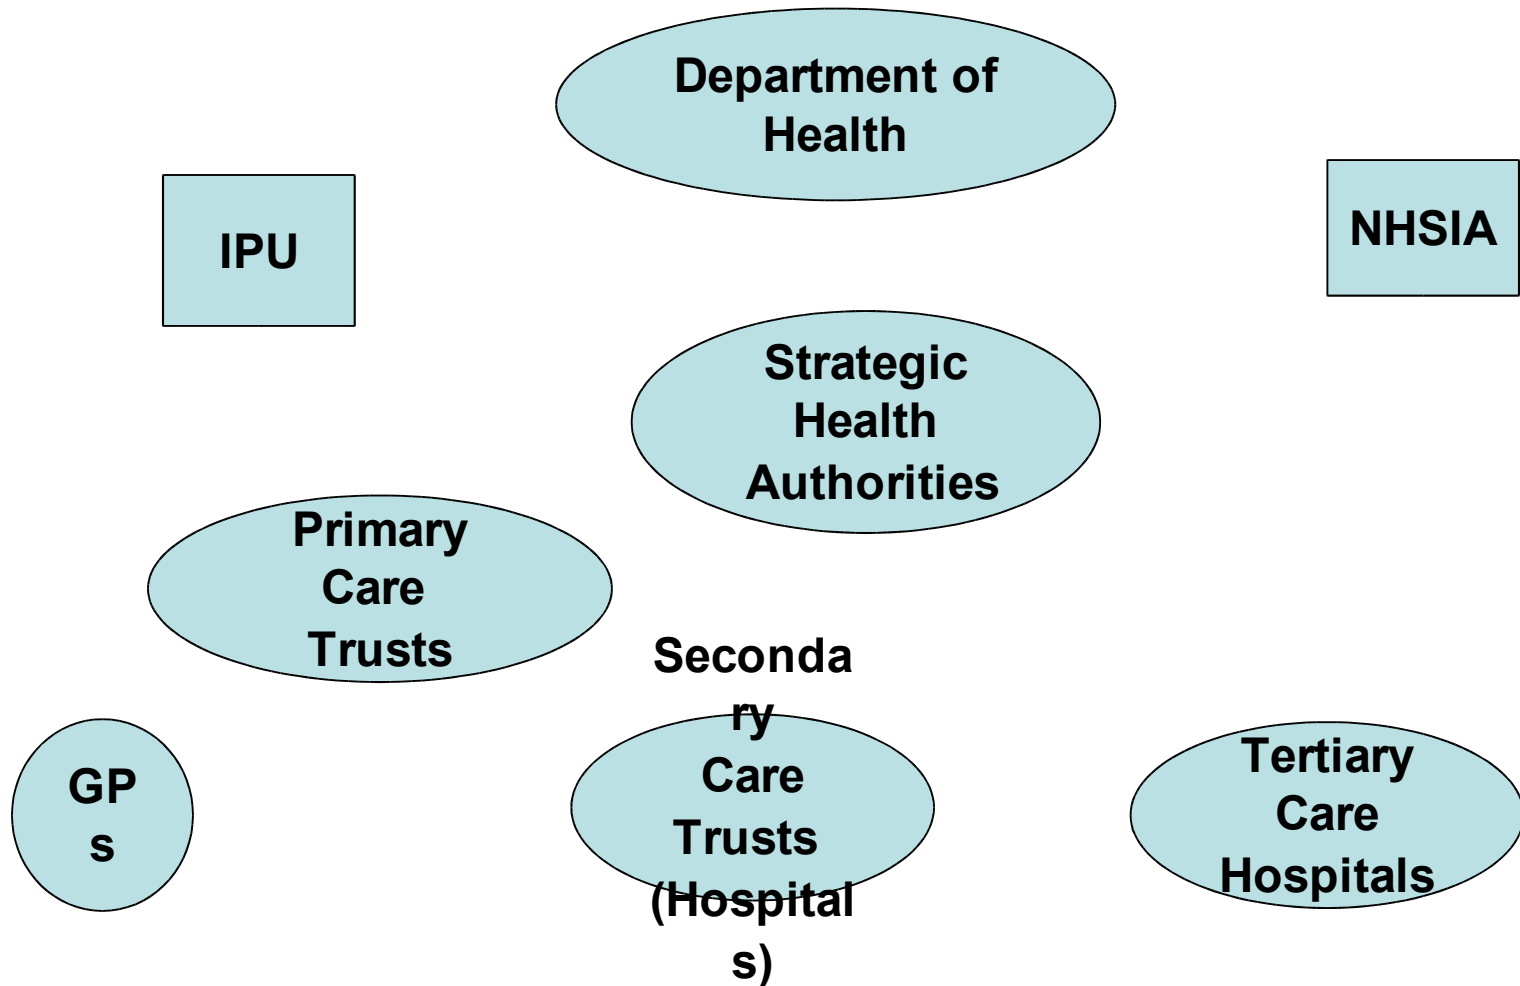 Department of
Health
IPU
NHSIA
Strategic
Health
Authorities
Primary
Care
Trusts
GP
s
Seconda
ry
Care
Trusts
(Hospital
s)
Tertiary
Care
Hospitals